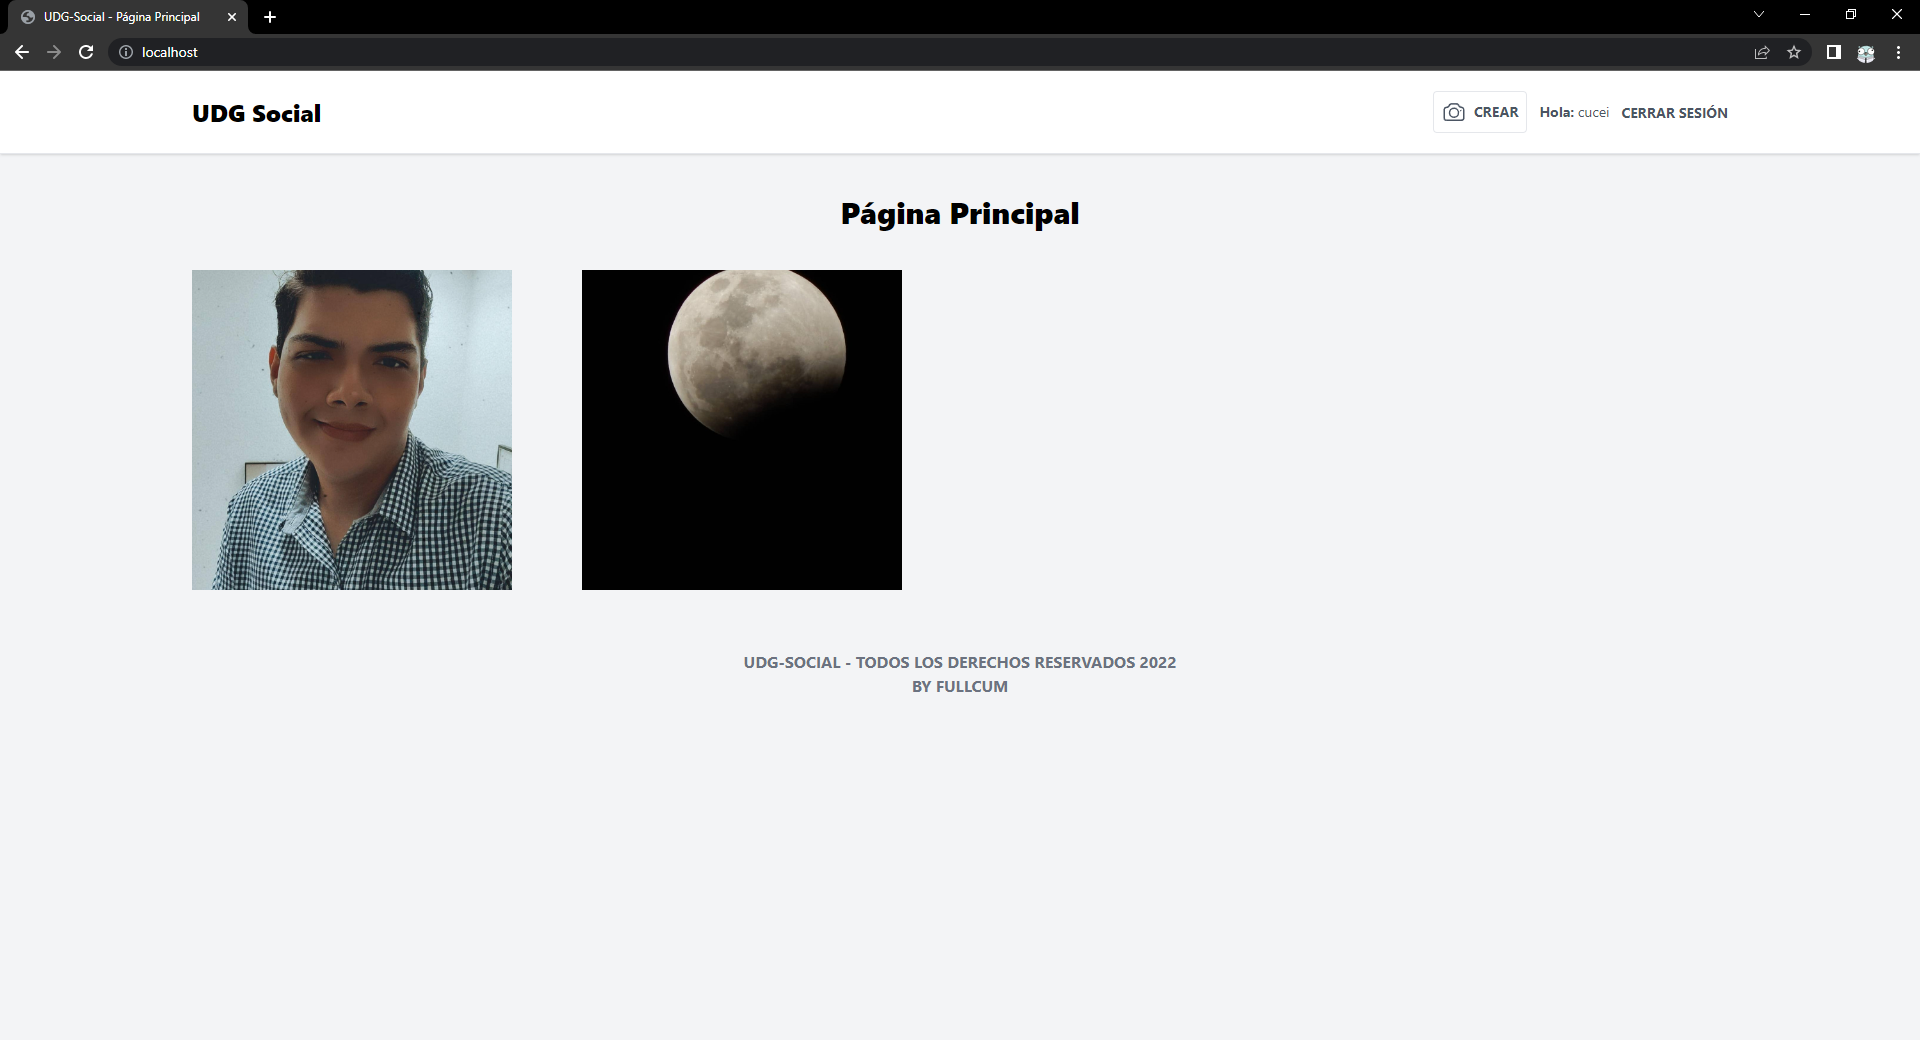 UDG-Social - Página Principal
localhost
UDG Social
CREAR
Hola: cucei
CERRAR SESIÓN
Página Principal
UDG-SOCIAL - TODOS LOS DERECHOS RESERVADOS 2022
BY FULLCUM